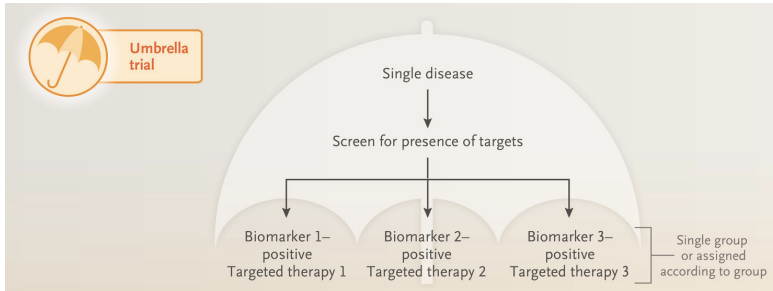 Umbrella
trial
Single disease
Screen for presence of targets
Biomarker 1–
positive
Targeted therapy 1
Biomarker 2–
positive
Targeted therapy 2
Biomarker 3–
positive
Targeted therapy 3
Single group
or assigned
according to group